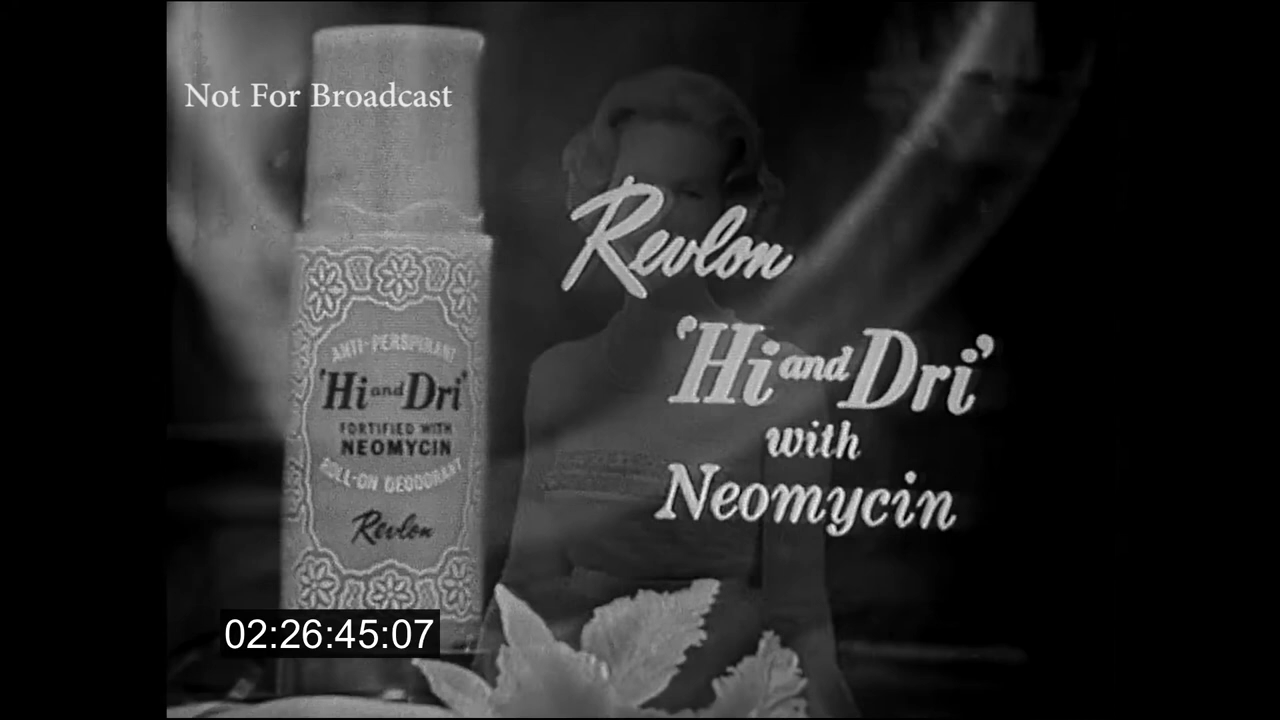 Not For Broadcast
Revlon
'Hi and Dri'
with
Neomycin
ANTI-PERSPIRANT
'Hi and Dri'
FORTIFIED WITH
NEOMYCIN
ROLL-ON DEODORANT
Revlon
02:26:45:07